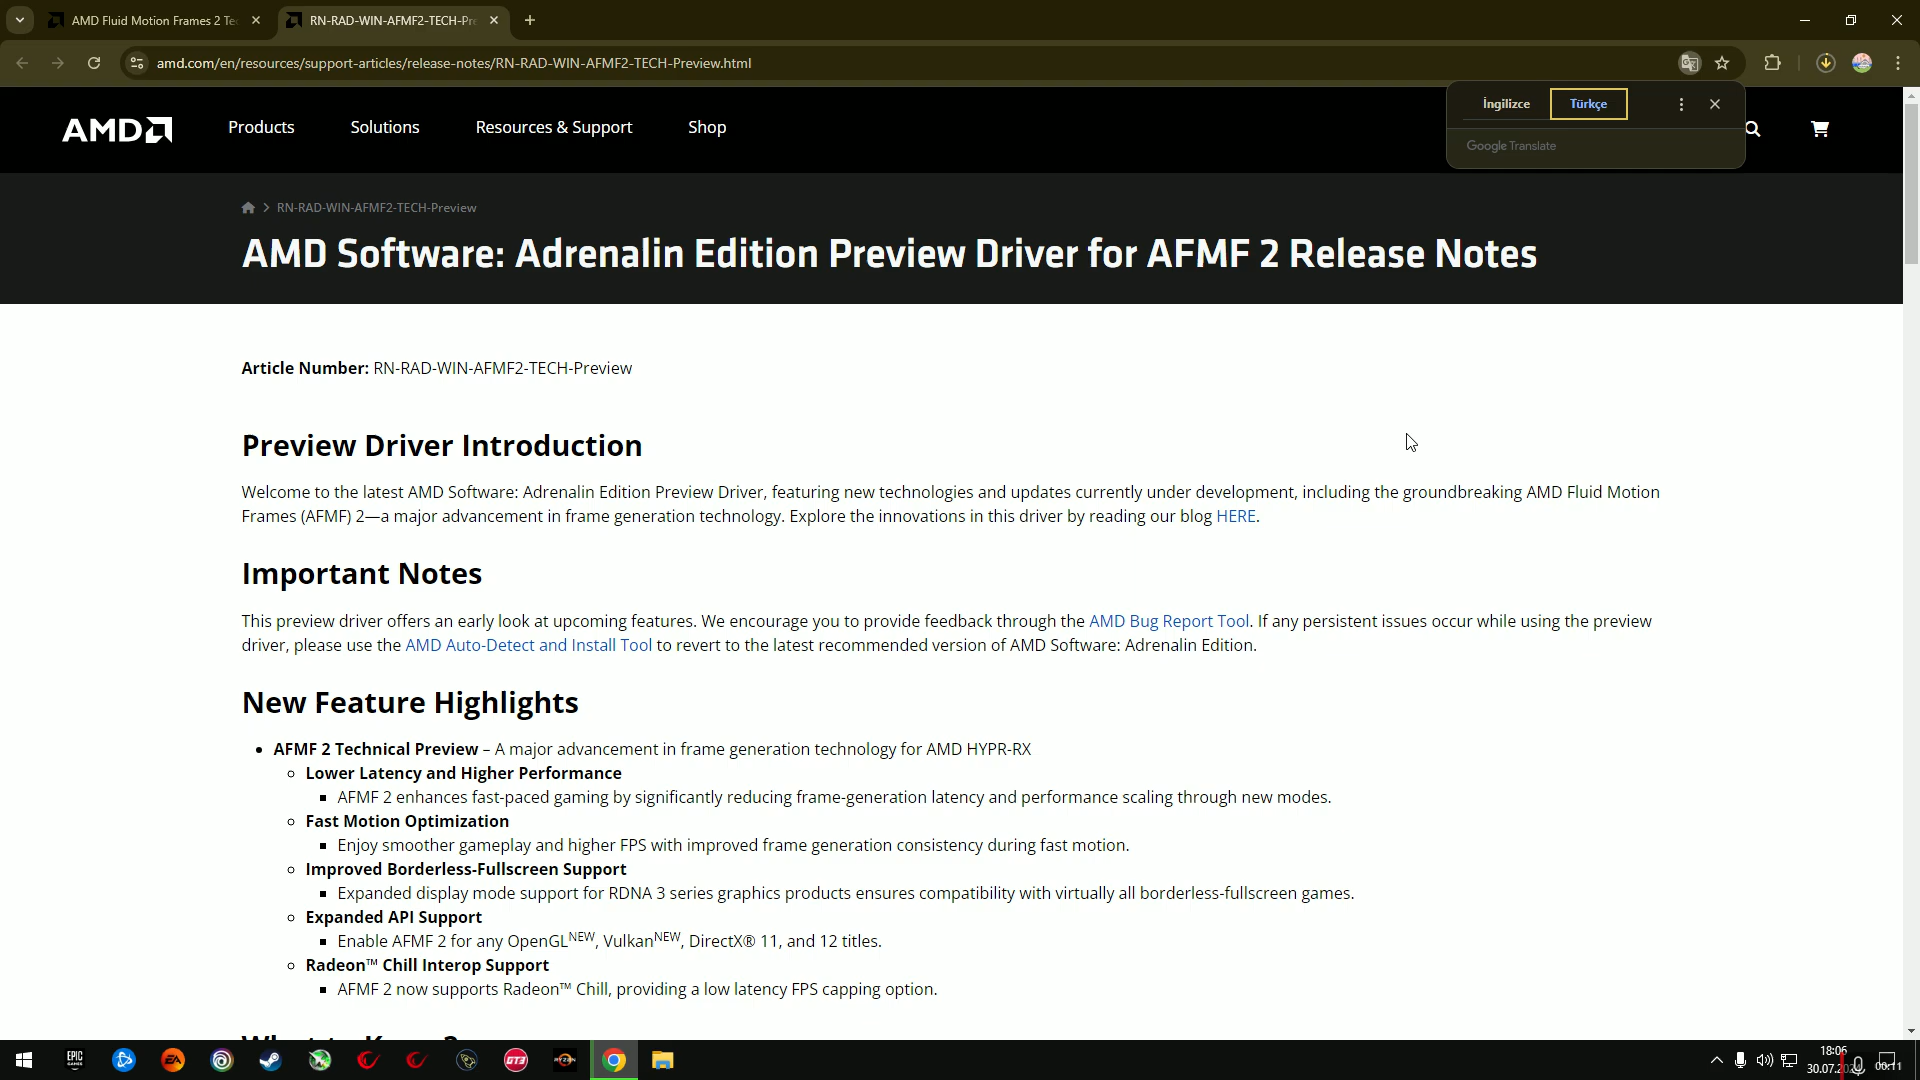 AMD Fluid Motion Frames 2 Te
RN-RAD-WIN-AFMF2-TECH-Pre
amd.com/en/resources/support-articles/release-notes/RN-RAD-WIN-AFMF2-TECH-Preview.html
İngilizce
Türkçe
Google Translate
AMD
Products
Solutions
Resources & Support
Shop
RN-RAD-WIN-AFMF2-TECH-Preview
AMD Software: Adrenalin Edition Preview Driver for AFMF 2 Release Notes
Article Number: RN-RAD-WIN-AFMF2-TECH-Preview
Preview Driver Introduction
Welcome to the latest AMD Software: Adrenalin Edition Preview Driver, featuring new technologies and updates currently under development, including the groundbreaking AMD Fluid Motion
Frames (AFMF) 2—a major advancement in frame generation technology. Explore the innovations in this driver by reading our blog HERE.
Important Notes
This preview driver offers an early look at upcoming features. We encourage you to provide feedback through the AMD Bug Report Tool. If any persistent issues occur while using the preview
driver, please use the AMD Auto-Detect and Install Tool to revert to the latest recommended version of AMD Software: Adrenalin Edition.
New Feature Highlights
• AFMF 2 Technical Preview – A major advancement in frame generation technology for AMD HYPR-RX
Lower Latency and Higher Performance
AFMF 2 enhances fast-paced gaming by significantly reducing frame-generation latency and performance scaling through new modes.
Fast Motion Optimization
Enjoy smoother gameplay and higher FPS with improved frame generation consistency during fast motion.
Improved Borderless-Fullscreen Support
Expanded display mode support for RDNA 3 series graphics products ensures compatibility with virtually all borderless-fullscreen games.
Expanded API Support
Enable AFMF 2 for any OpenGLNEW, VulkanNEW, DirectX® 11, and 12 titles.
Radeon™ Chill Interop Support
AFMF 2 now supports Radeon™ Chill, providing a low latency FPS capping option.
EPIC
GAMES
EA
GT3
RYZEN
18:06
30.07.20
00:11